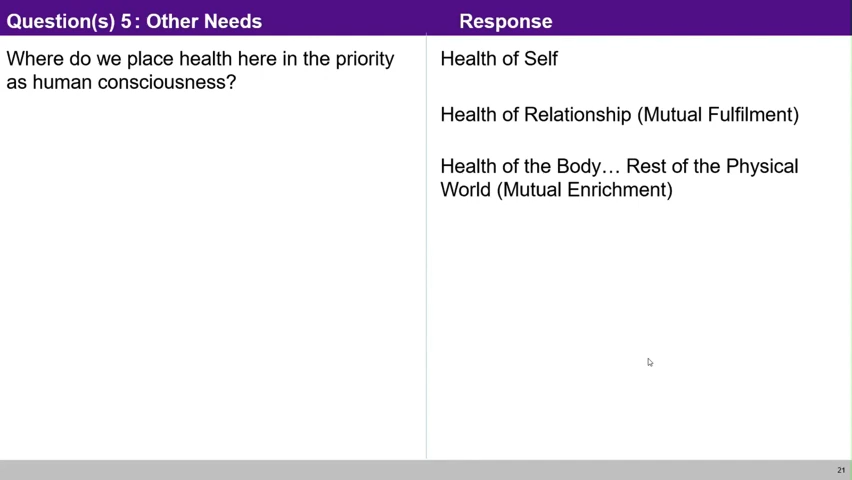 Question(s) 5: Other Needs
Response
Where do we place health here in the priority
as human consciousness?
Health of Self
Health of Relationship (Mutual Fulfilment)
Health of the Body… Rest of the Physical
World (Mutual Enrichment)
21